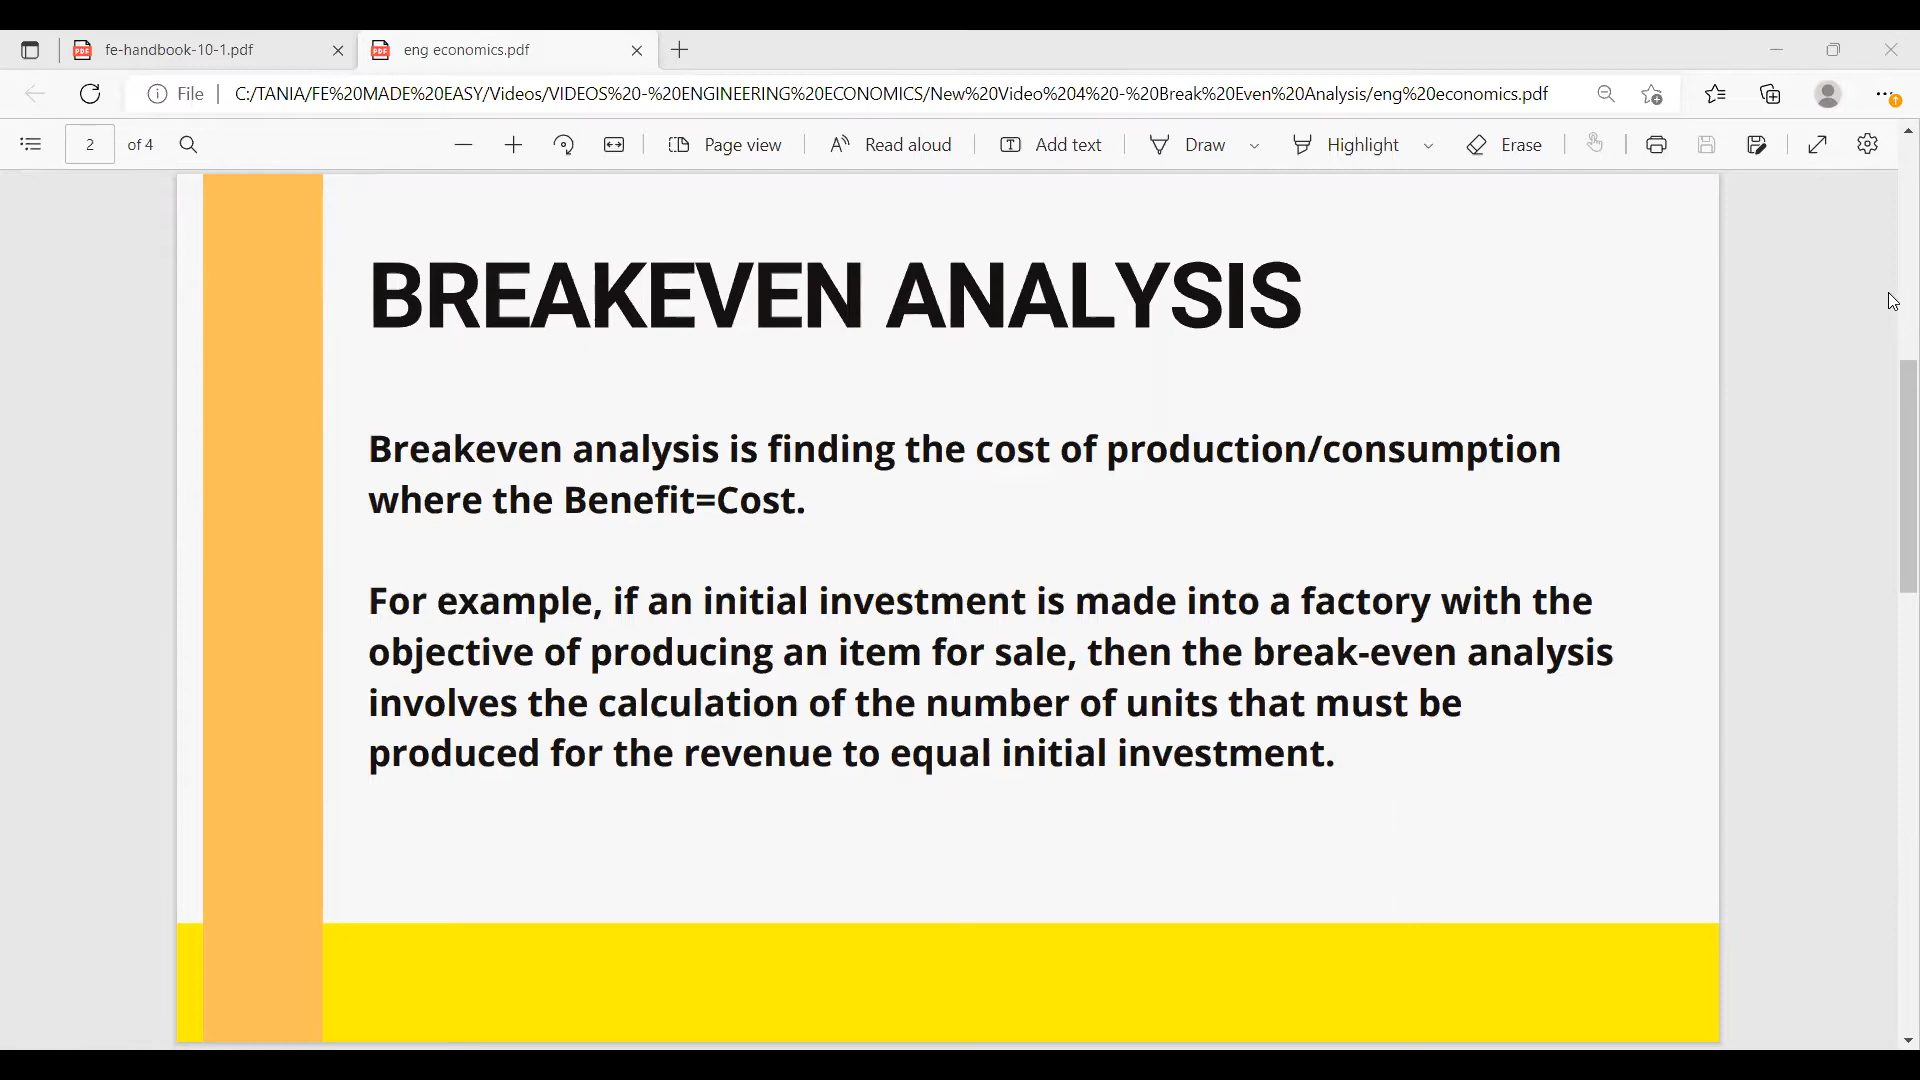 fe-handbook-10-1.pdf
eng economics.pdf
File
C:/TANIA/FE%20MADE%20EASY/Videos/VIDEOS%20-%20ENGINEERING%20ECONOMICS/New%20Video%204%20-%20Break%20Even%20Analysis/eng%20economics.pdf
2 of 4 Page view Read aloud Add text Draw Highlight Erase
BREAKEVEN ANALYSIS
Breakeven analysis is finding the cost of production/consumption
where the Benefit=Cost.
For example, if an initial investment is made into a factory with the
objective of producing an item for sale, then the break-even analysis
involves the calculation of the number of units that must be
produced for the revenue to equal initial investment.